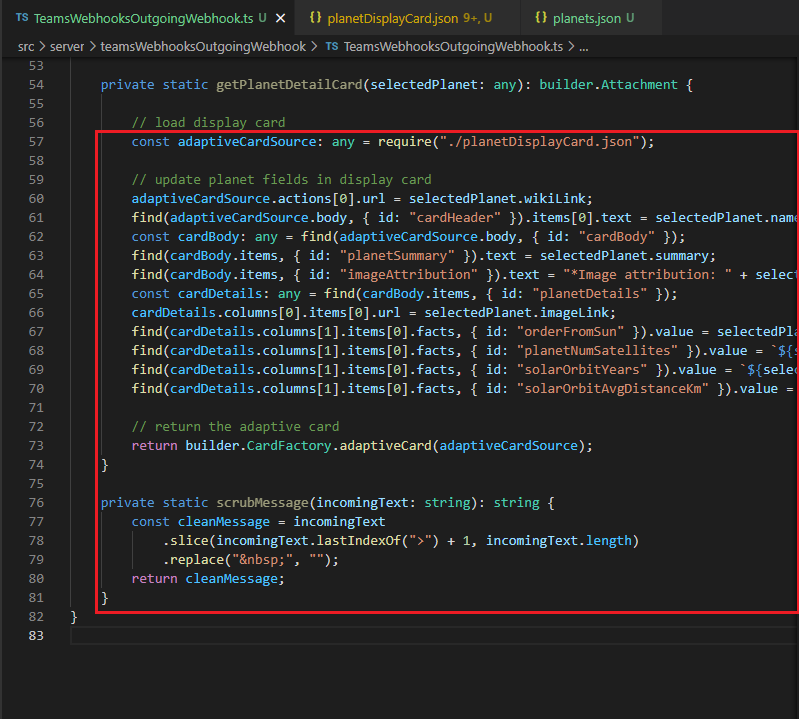 TS TeamsWebhooksOutgoingWebhook.ts U ×
{} planetDisplayCard.json 9+, U
{} planets.json U
src > server > teamsWebhooksOutgoingWebhook > TS TeamsWebhooksOutgoingWebhook.ts > ...
53
54 private static getPlanetDetailCard(selectedPlanet: any): builder.Attachment {
55
56 // load display card
57 const adaptiveCardSource: any = require("./planetDisplayCard.json");
58
59 // update planet fields in display card
60 adaptiveCardSource.actions[0].url = selectedPlanet.wikiLink;
61 find(adaptiveCardSource.body, { id: "cardHeader" }).items[0].text = selectedPlanet.name
62 const cardBody: any = find(adaptiveCardSource.body, { id: "cardBody" });
63 find(cardBody.items, { id: "planetSummary" }).text = selectedPlanet.summary;
64 find(cardBody.items, { id: "imageAttribution" }).text = "*Image attribution: " + select
65 const cardDetails: any = find(cardBody.items, { id: "planetDetails" });
66 cardDetails.columns[0].items[0].url = selectedPlanet.imageLink;
67 find(cardDetails.columns[1].items[0].facts, { id: "orderFromSun" }).value = selectedPla
68 find(cardDetails.columns[1].items[0].facts, { id: "planetNumSatellites" }).value = `${s
69 find(cardDetails.columns[1].items[0].facts, { id: "solarOrbitYears" }).value = `${selec
70 find(cardDetails.columns[1].items[0].facts, { id: "solarOrbitAvgDistanceKm" }).value =
71
72 // return the adaptive card
73 return builder.CardFactory.adaptiveCard(adaptiveCardSource);
74 }
75
76 private static scrubMessage(incomingText: string): string {
77 const cleanMessage = incomingText
78 .slice(incomingText.lastIndexOf(">") + 1, incomingText.length)
79 .replace("&nbsp;", "");
80 return cleanMessage;
81 }
82 }
83